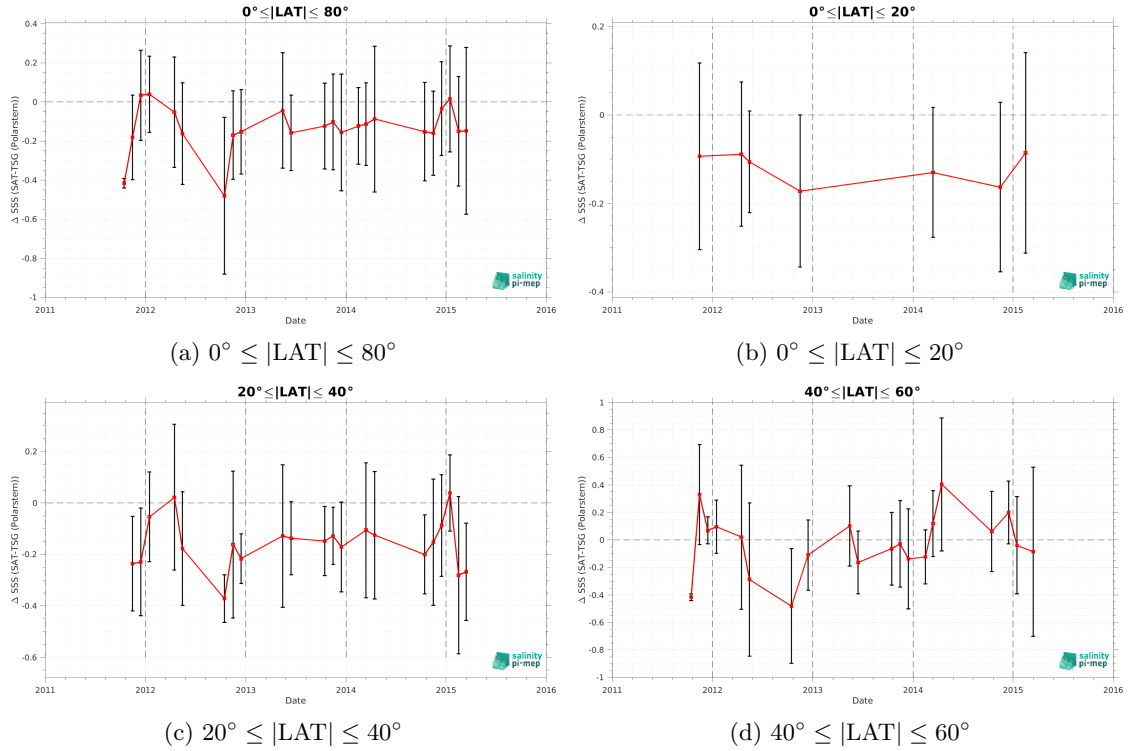 0°≤|LAT|≤ 80°
0.4
0.2
0
-0.2
-0.4
-0.6
-0.8
-1
Δ SSS (SAT-TSG (Polarstern))
2011 2012 2013 2014 2015 2016
Date
salinity
pi-mep
(a) 0° ≤ |LAT| ≤ 80°
0°≤|LAT|≤ 20°
0.2
0
-0.2
-0.4
Δ SSS (SAT-TSG (Polarstern))
2011 2012 2013 2014 2015 2016
Date
salinity
pi-mep
(b) 0° ≤ |LAT| ≤ 20°
20°≤|LAT|≤ 40°
0.2
0
-0.2
-0.4
-0.6
Δ SSS (SAT-TSG (Polarstern))
2011 2012 2013 2014 2015 2016
Date
salinity
pi-mep
(c) 20° ≤ |LAT| ≤ 40°
40°≤|LAT|≤ 60°
1
0.8
0.6
0.4
0.2
0
-0.2
-0.4
-0.6
-0.8
-1
Δ SSS (SAT-TSG (Polarstern))
2011 2012 2013 2014 2015 2016
Date
salinity
pi-mep
(d) 40° ≤ |LAT| ≤ 60°